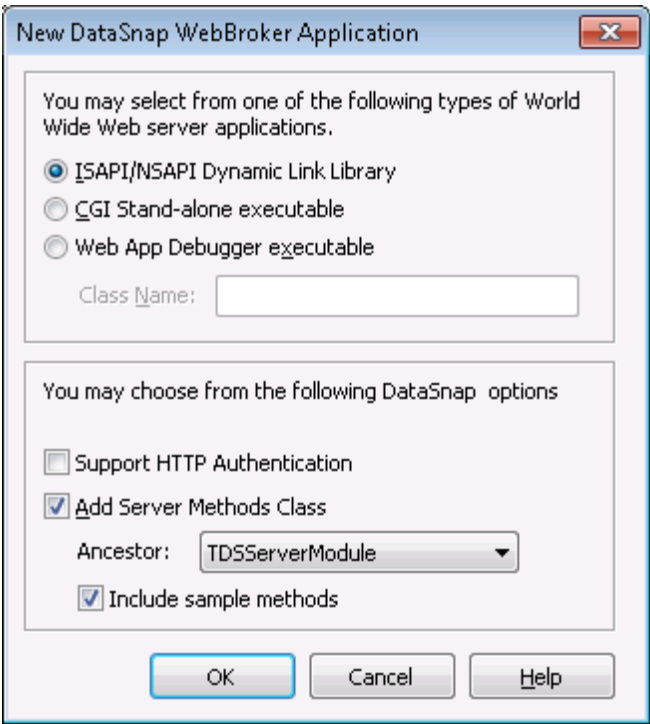 New DataSnap WebBroker Application
You may select from one of the following types of World
Wide Web server applications.
ISAPI/NSAPI Dynamic Link Library
CGI Stand-alone executable
Web App Debugger executable
Class Name:
You may choose from the following DataSnap  options
Support HTTP Authentication
Add Server Methods Class
Ancestor: TDSServerModule
Include sample methods
OK Cancel Help